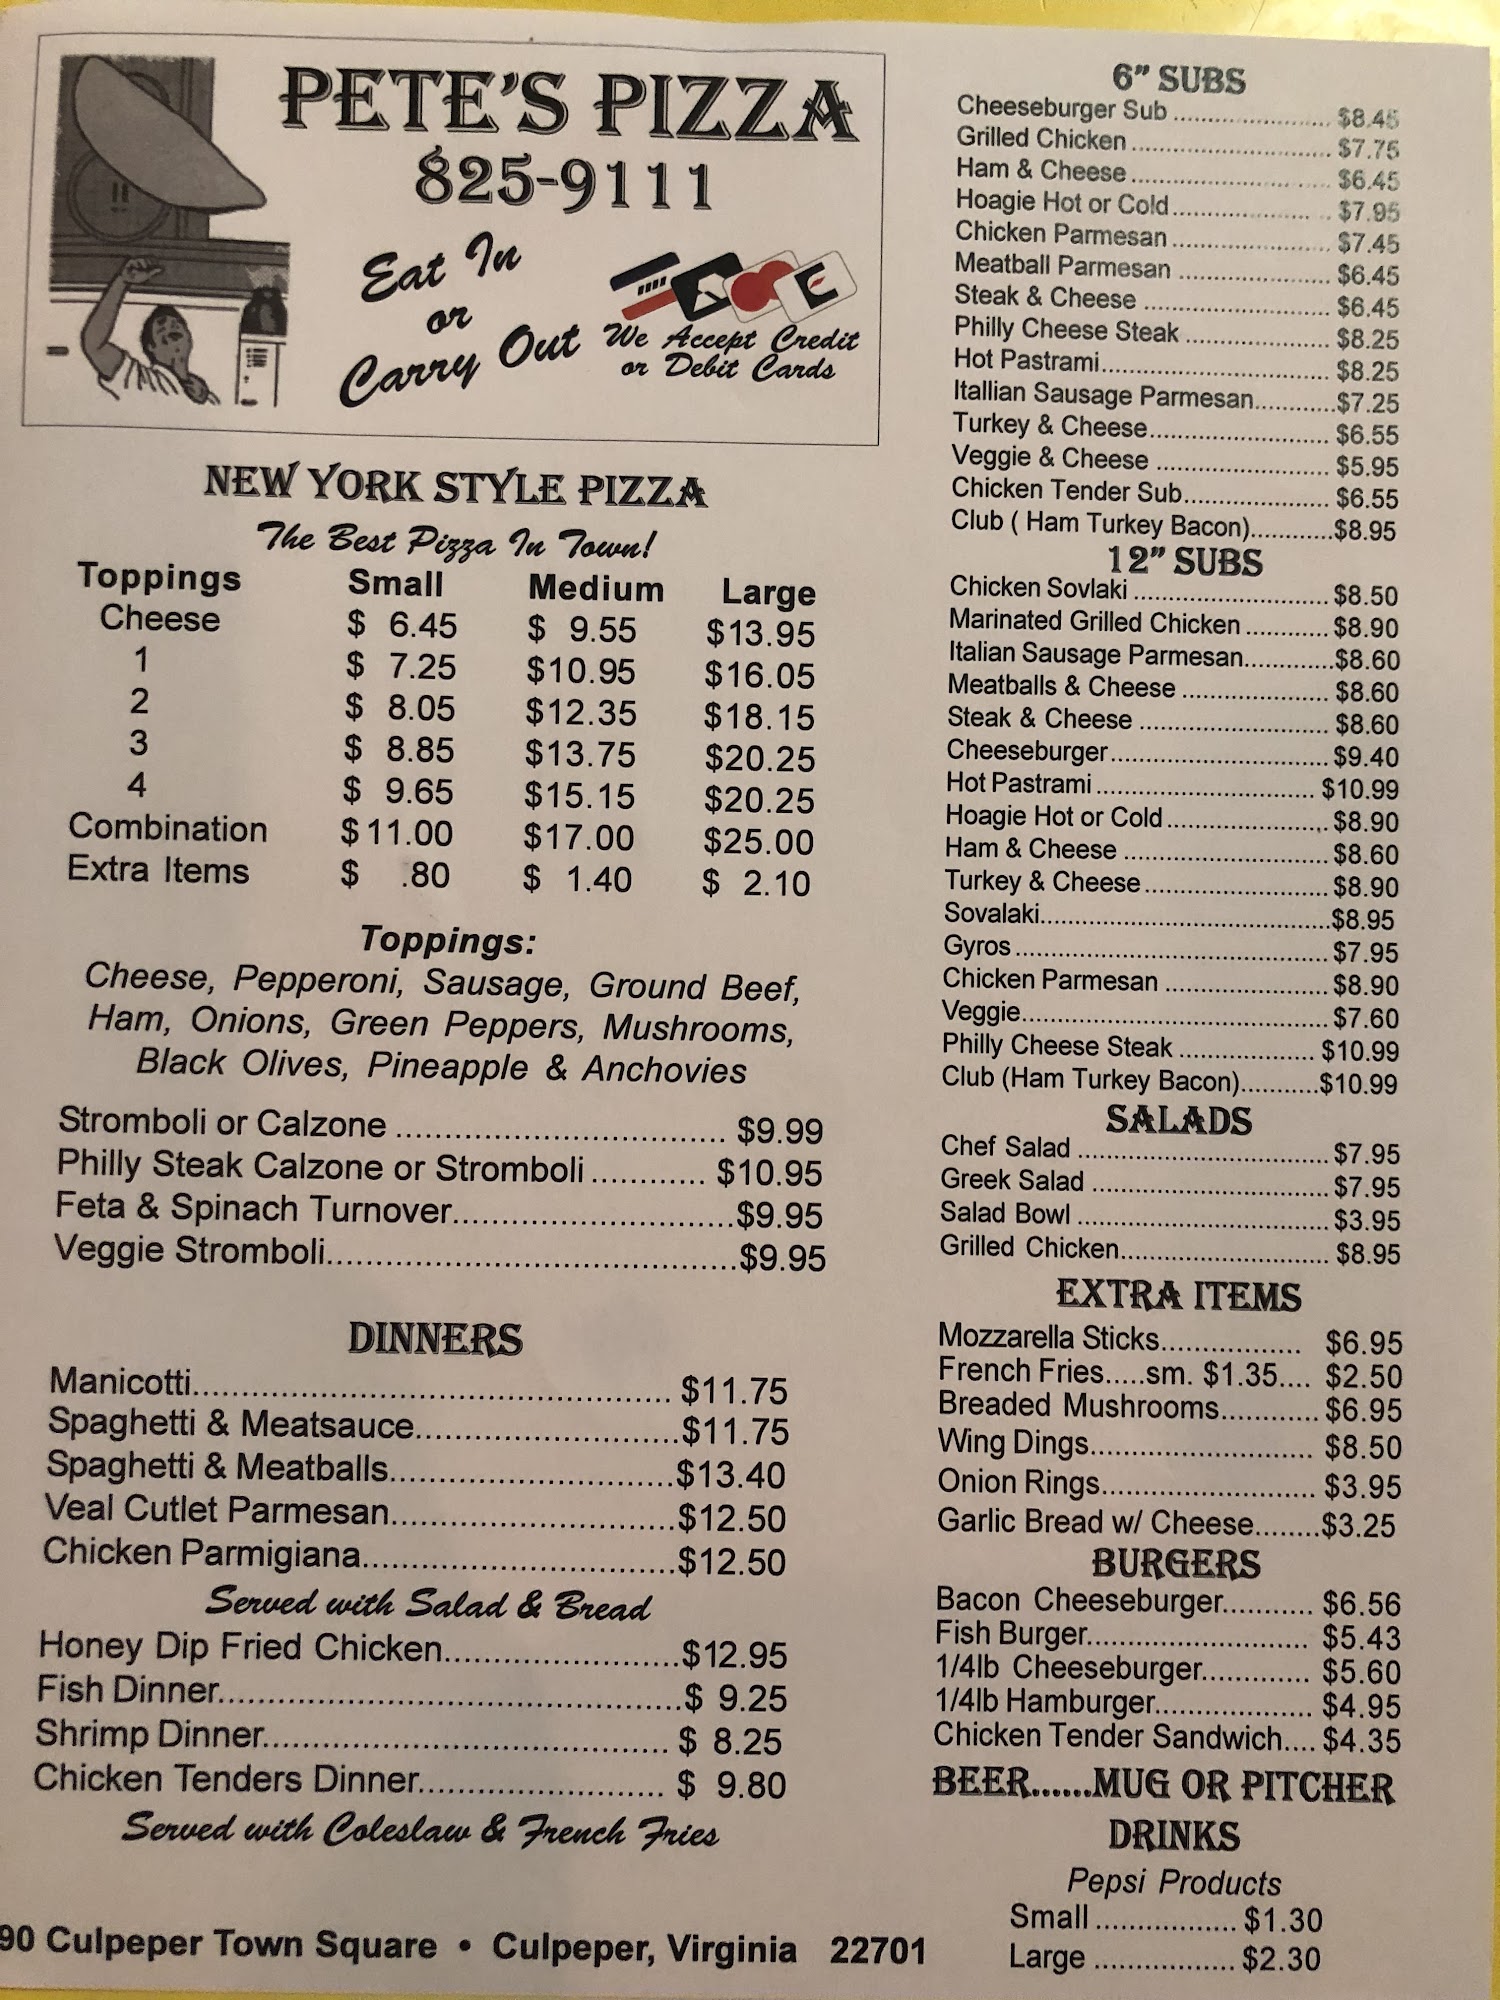 PETE'S PIZZA
825-9111
Eat In
or
Carry Out
We Accept Credit
or Debit Cards
NEW YORK STYLE PIZZA
The Best Pizza In Town!
Toppings Small Medium Large
Cheese $ 6.45 $ 9.55 $13.95
1 $ 7.25 $10.95 $16.05
2 $ 8.05 $12.35 $18.15
3 $ 8.85 $13.75 $20.25
4 $ 9.65 $15.15 $20.25
Combination $11.00 $17.00 $25.00
Extra Items $ .80 $ 1.40 $ 2.10
Toppings:
Cheese, Pepperoni, Sausage, Ground Beef,
Ham, Onions, Green Peppers, Mushrooms,
Black Olives, Pineapple & Anchovies
Stromboli or Calzone ................................ $9.99
Philly Steak Calzone or Stromboli ............ $10.95
Feta & Spinach Turnover............................$9.95
Veggie Stromboli.........................................$9.95
DINNERS
Manicotti................................................ $11.75
Spaghetti & Meatsauce...........................$11.75
Spaghetti & Meatballs.............................$13.40
Veal Cutlet Parmesan.............................$12.50
Chicken Parmigiana................................$12.50
Served with Salad & Bread
Honey Dip Fried Chicken........................$12.95
Fish Dinner...............................................$ 9.25
Shrimp Dinner......................................... $ 8.25
Chicken Tenders Dinner......................... $ 9.80
Served with Coleslaw & French Fries
90 Culpeper Town Square • Culpeper, Virginia 22701
6" SUBS
Cheeseburger Sub ....................... $8.45
Grilled Chicken ............................. $7.75
Ham & Cheese ............................. $6.45
Hoagie Hot or Cold....................... $7.95
Chicken Parmesan ....................... $7.45
Meatball Parmesan ...................... $6.45
Steak & Cheese ........................... $6.45
Philly Cheese Steak ..................... $8.25
Hot Pastrami................................. $8.25
Itallian Sausage Parmesan............$7.25
Turkey & Cheese.......................... $6.55
Veggie & Cheese ......................... $5.95
Chicken Tender Sub..................... $6.55
Club ( Ham Turkey Bacon)............$8.95
12" SUBS
Chicken Sovlaki ............................ $8.50
Marinated Grilled Chicken ............ $8.90
Italian Sausage Parmesan.............$8.60
Meatballs & Cheese ..................... $8.60
Steak & Cheese ........................... $8.60
Cheeseburger............................... $9.40
Hot Pastrami ............................... $10.99
Hoagie Hot or Cold....................... $8.90
Ham & Cheese ............................. $8.60
Turkey & Cheese.......................... $8.90
Sovalaki..........................................$8.95
Gyros ............................................. $7.95
Chicken Parmesan ....................... $8.90
Veggie............................................ $7.60
Philly Cheese Steak ................... $10.99
Club (Ham Turkey Bacon)...........$10.99
SALADS
Chef Salad .................................... $7.95
Greek Salad .................................. $7.95
Salad Bowl .................................... $3.95
Grilled Chicken.............................. $8.95
EXTRA ITEMS
Mozzarella Sticks................. $6.95
French Fries.....sm. $1.35.... $2.50
Breaded Mushrooms............ $6.95
Wing Dings........................... $8.50
Onion Rings.......................... $3.95
Garlic Bread w/ Cheese........$3.25
BURGERS
Bacon Cheeseburger........... $6.56
Fish Burger........................... $5.43
1/4lb Cheeseburger............. $5.60
1/4lb Hamburger................... $4.95
Chicken Tender Sandwich.... $4.35
BEER......MUG OR PITCHER
DRINKS
Pepsi Products
Small ................. $1.30
Large ................. $2.30